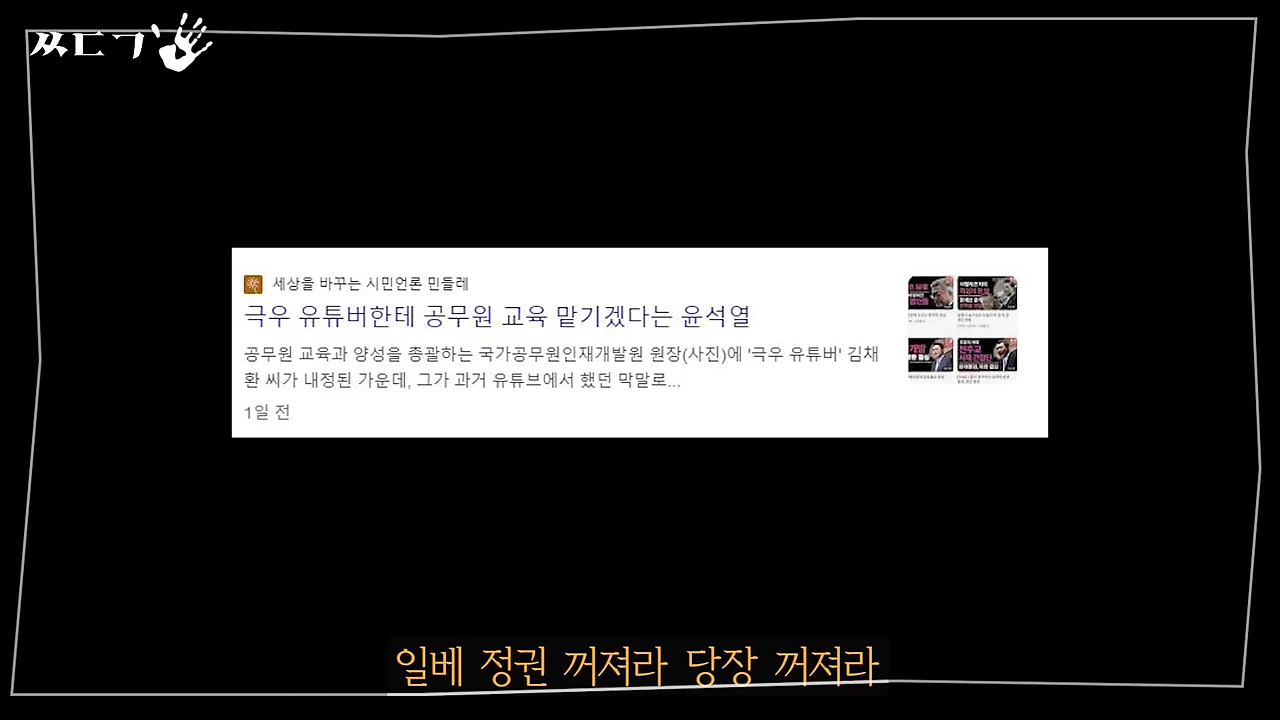 ㅆㄷㄱ
세상을 바꾸는 시민언론 민들레
극우 유튜버한테 공무원 교육 맡기겠다는 윤석열
공무원 교육과 양성을 총괄하는 국가공무원인재개발원 원장(사진)에 '극우 유튜버' 김채
환 씨가 내정된 가운데, 그가 과거 유튜브에서 했던 막말로...
1일 전
일베 정권 꺼져라 당장 꺼져라